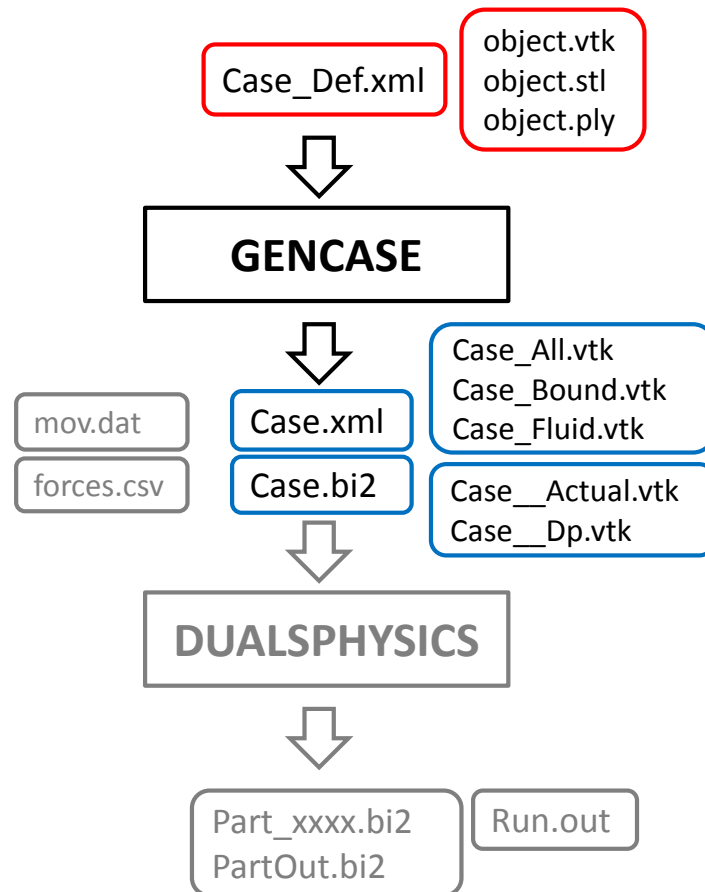 Case_Def.xml
object.vtk
object.stl
object.ply
GENCASE
Case_All.vtk
Case_Bound.vtk
Case_Fluid.vtk
mov.dat
Case.xml
forces.csv
Case.bi2
Case__Actual.vtk
Case__Dp.vtk
DUALSPHYSICS
Part_xxxx.bi2
PartOut.bi2
Run.out